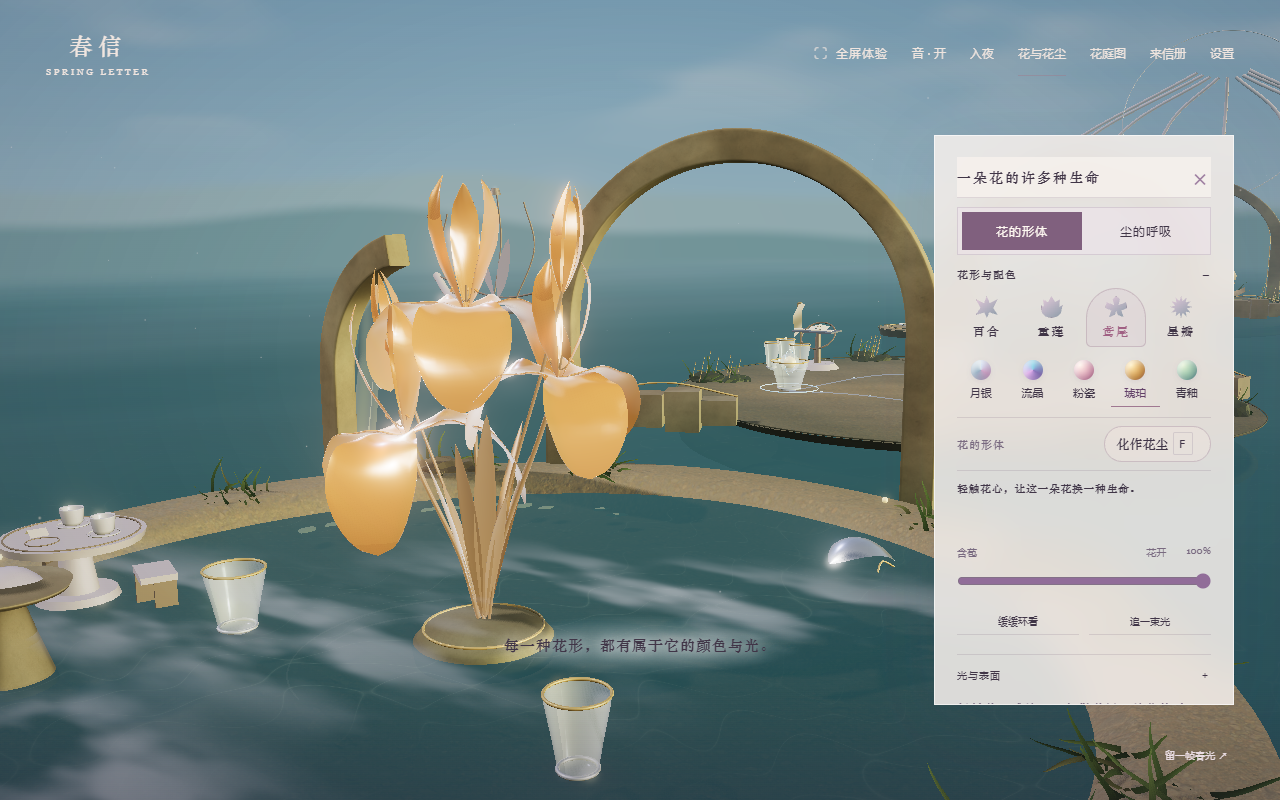 春信
SPRING LETTER
全屏体验 音·开 入夜 花与花尘 花庭图 来信册 设置
一朵花的许多种生命 ×
花的形体 尘的呼吸
花形与配色 −
百合 重莲 鸢尾 星瓣
月银 流晶 粉瓷 琥珀 青釉
花的形体 化作花尘 F
轻触花心，让这一朵花换一种生命。
含苞 花开 100%
缓缓环看 追一束光
光与表面 +
每一种花形，都有属于它的颜色与光。
留一帧春光 ↗